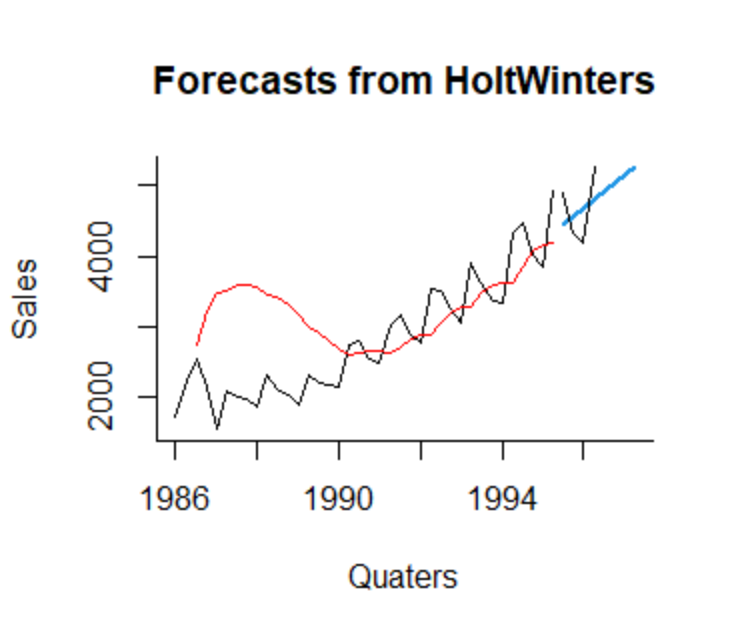 Forecasts from HoltWinters
Sales
4000
2000
1986 1990 1994
Quaters